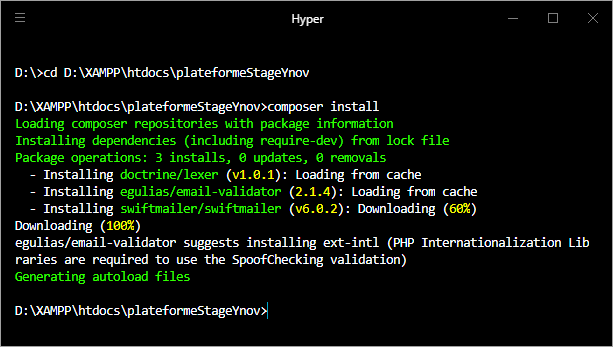 Hyper
D:\>cd D:\XAMPP\htdocs\plateformeStageYnov
D:\XAMPP\htdocs\plateformeStageYnov>composer install
Loading composer repositories with package information
Installing dependencies (including require-dev) from lock file
Package operations: 3 installs, 0 updates, 0 removals
  - Installing doctrine/lexer (v1.0.1): Loading from cache
  - Installing egulias/email-validator (2.1.4): Loading from cache
  - Installing swiftmailer/swiftmailer (v6.0.2): Downloading (60%)
Downloading (100%)
egulias/email-validator suggests installing ext-intl (PHP Internationalization Lib
raries are required to use the SpoofChecking validation)
Generating autoload files
D:\XAMPP\htdocs\plateformeStageYnov>